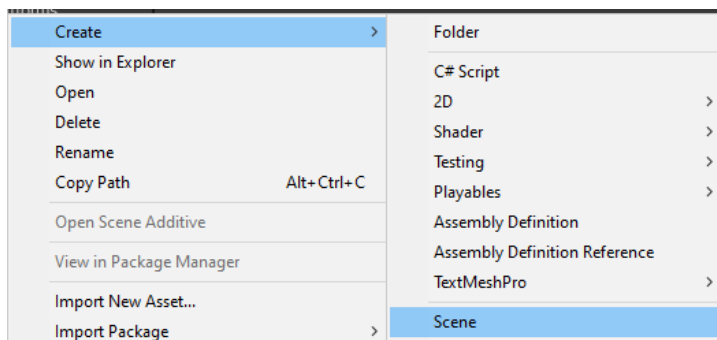 Create
Show in Explorer
Open
Delete
Rename
Copy Path Alt+Ctrl+C
Open Scene Additive
View in Package Manager
Import New Asset...
Import Package
Folder
C# Script
2D
Shader
Testing
Playables
Assembly Definition
Assembly Definition Reference
TextMeshPro
Scene